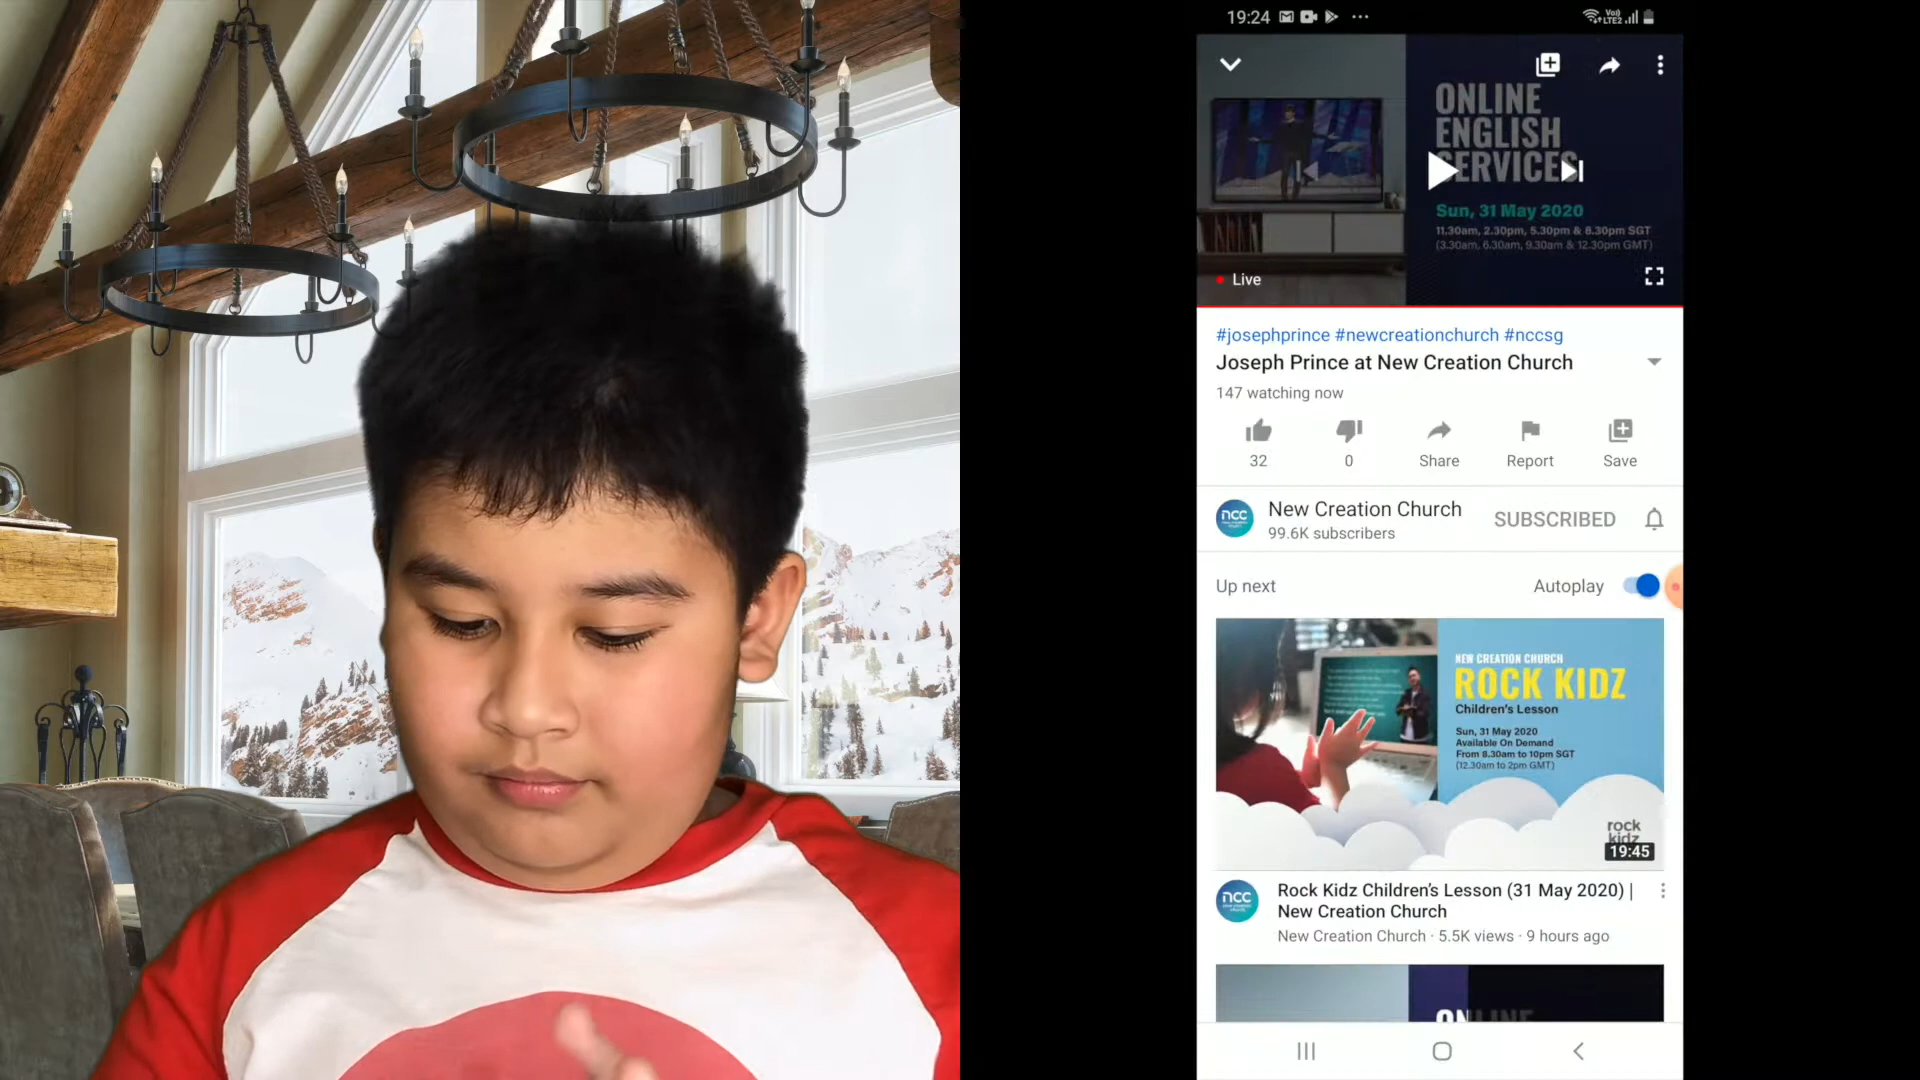 19:24
Vo))
LTE2
ONLINE
ENGLISH
SERVICES
Sun, 31 May 2020
11.30am, 2.30pm, 5.30pm & 8.30pm SGT
(3.30am, 6.30am, 9.30am & 12.30pm GMT)
Live
#josephprince #newcreationchurch #nccsg
Joseph Prince at New Creation Church
147 watching now
32
0
Share
Report
Save
ncc
New Creation Church
99.6K subscribers
SUBSCRIBED
Up next
Autoplay
NEW CREATION CHURCH
ROCK KIDZ
Children's Lesson
Sun, 31 May 2020
Available On Demand
From 8.30am to 10pm SGT
(12.30am to 2pm GMT)
rock
kidz
19:45
ncc
Rock Kidz Children's Lesson (31 May 2020) |
New Creation Church
New Creation Church · 5.5K views · 9 hours ago
ONLINE